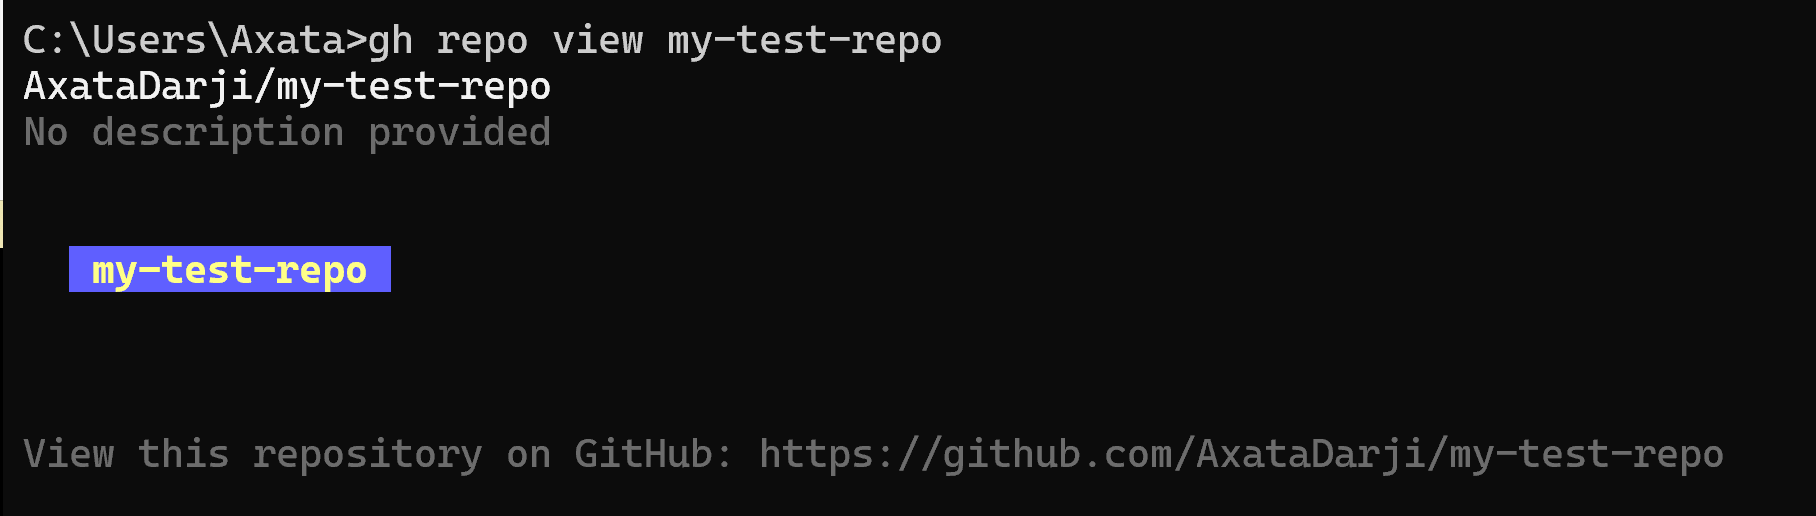 C:\Users\Axata>gh repo view my-test-repo
AxataDarji/my-test-repo
No description provided
my-test-repo
View this repository on GitHub: https://github.com/AxataDarji/my-test-repo